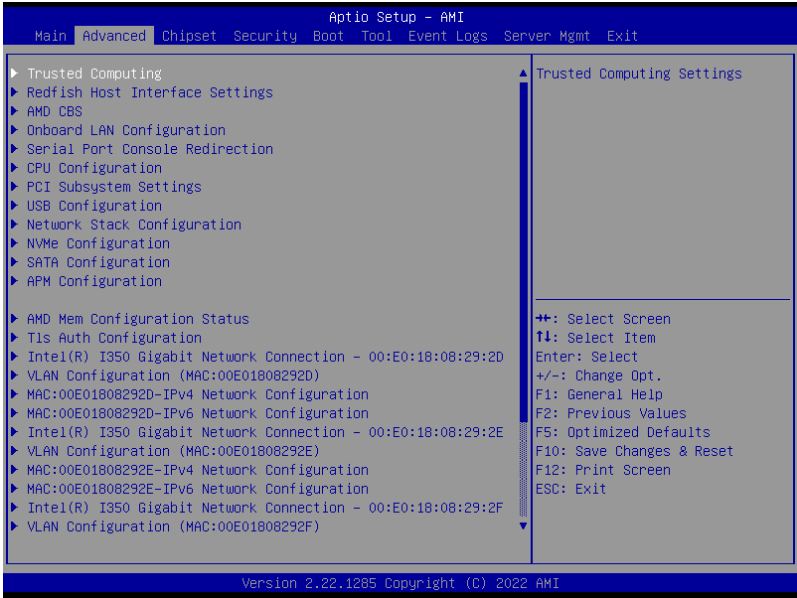 Aptio Setup – AMI
Main Advanced Chipset Security Boot Tool Event Logs Server Mgmt Exit
Trusted Computing
Redfish Host Interface Settings
AMD CBS
Onboard LAN Configuration
Serial Port Console Redirection
CPU Configuration
PCI Subsystem Settings
USB Configuration
Network Stack Configuration
NVMe Configuration
SATA Configuration
APM Configuration
AMD Mem Configuration Status
Tls Auth Configuration
Intel(R) I350 Gigabit Network Connection – 00:E0:18:08:29:2D
VLAN Configuration (MAC:00E01808292D)
MAC:00E01808292D-IPv4 Network Configuration
MAC:00E01808292D-IPv6 Network Configuration
Intel(R) I350 Gigabit Network Connection – 00:E0:18:08:29:2E
VLAN Configuration (MAC:00E01808292E)
MAC:00E01808292E-IPv4 Network Configuration
MAC:00E01808292E-IPv6 Network Configuration
Intel(R) I350 Gigabit Network Connection – 00:E0:18:08:29:2F
VLAN Configuration (MAC:00E01808292F)
Trusted Computing Settings
→←: Select Screen
↑↓: Select Item
Enter: Select
+/-: Change Opt.
F1: General Help
F2: Previous Values
F5: Optimized Defaults
F10: Save Changes & Reset
F12: Print Screen
ESC: Exit
Version 2.22.1285 Copyright (C) 2022 AMI